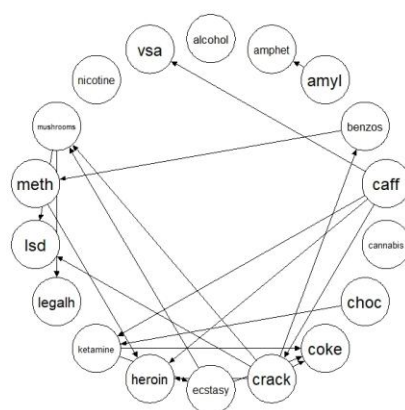 alcohol
vsa
amphet
nicotine
amyl
mushrooms
benzos
meth
caff
lsd
cannabis
legalh
choc
ketamine
coke
heroin
crack
ecstasy